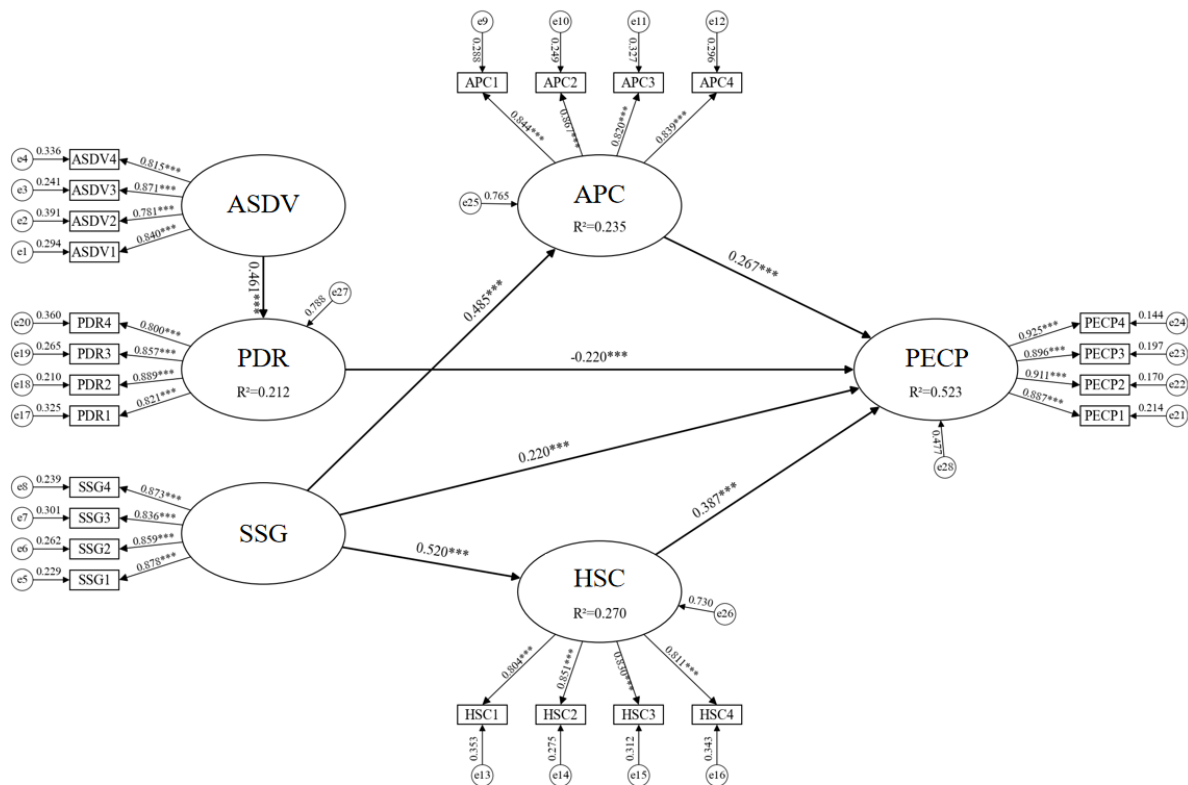 e9
e10
e11
e12
0.288
0.249
0.327
0.296
APC1
APC2
APC3
APC4
0.844***
0.867***
0.820***
0.839***
e4
0.336
ASDV4
0.815***
e3
0.241
ASDV3
0.871***
e2
0.391
ASDV2
0.781***
e1
0.294
ASDV1
0.840***
ASDV
e25
0.765
APC
R²=0.235
0.461***
0.485***
0.267***
e20
0.360
PDR4
0.800***
e19
0.265
PDR3
0.857***
e18
0.210
PDR2
0.889***
e17
0.325
PDR1
0.821***
PDR
R²=0.212
0.788
e27
-0.220***
PECP
R²=0.523
0.925***
PECP4
0.144
e24
0.896***
PECP3
0.197
e23
0.911***
PECP2
0.170
e22
0.887***
PECP1
0.214
e21
0.477
e28
e8
0.239
SSG4
0.873***
e7
0.301
SSG3
0.836***
e6
0.262
SSG2
0.859***
e5
0.229
SSG1
0.878***
SSG
0.220***
0.520***
0.387***
HSC
R²=0.270
0.730
e26
0.804***
0.851***
0.830***
0.811***
HSC1
HSC2
HSC3
HSC4
0.353
0.275
0.312
0.343
e13
e14
e15
e16